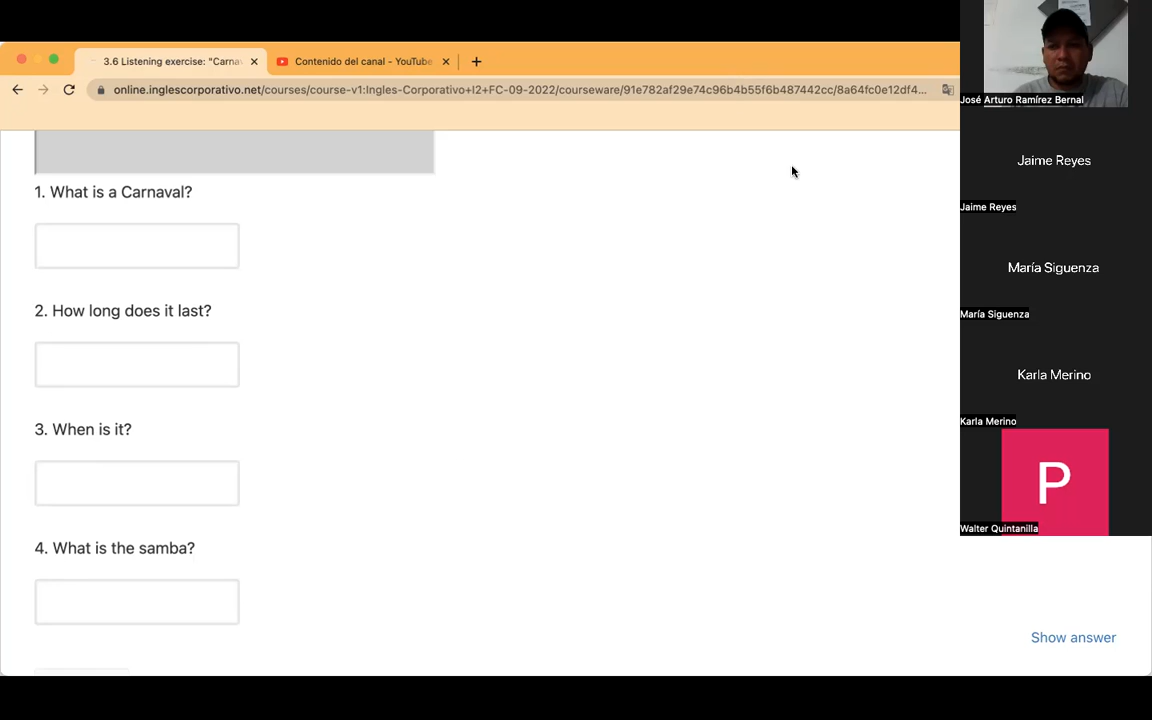 3.6 Listening exercise: "Carna
Contenido del canal - YouTube
online.inglescorporativo.net/courses/course-v1:Ingles-Corporativo+I2+FC-09-2022/courseware/91e782af29e74c96b4b55f6b487442cc/8a64fc0e12df4...
1. What is a Carnaval?
2. How long does it last?
3. When is it?
4. What is the samba?
Show answer
José Arturo Ramírez Bernal
Jaime Reyes
Jaime Reyes
María Siguenza
María Siguenza
Karla Merino
Karla Merino
P
Walter Quintanilla